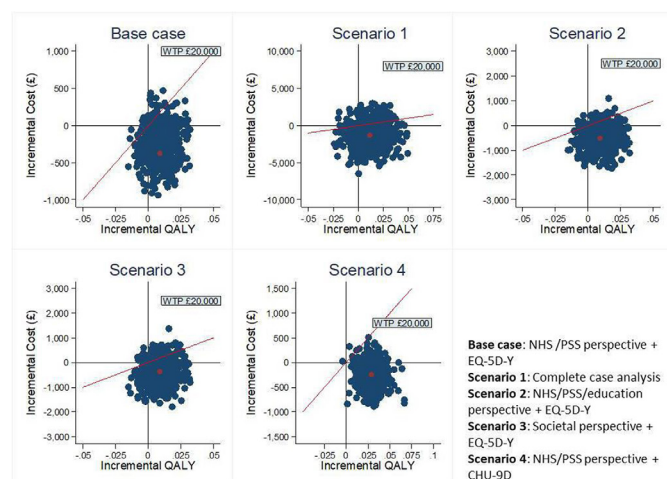 Base case
WTP £20,000
1,000
500
0
-500
-1,000
Incremental Cost (£)
-.05 -.025 0 .025 .05
Incremental QALY
Scenario 1
WTP £20,000
10,000
5,000
0
-5,000
-10,000
Incremental Cost (£)
-.05 -.025 0 .025 .05 .075
Incremental QALY
Scenario 2
WTP £20,000
3,000
2,000
1,000
0
-1,000
-2,000
-3,000
Incremental Cost (£)
-.05 -.025 0 .025 .05
Incremental QALY
Scenario 3
WTP £20,000
3,000
2,000
1,000
0
-1,000
-2,000
-3,000
Incremental Cost (£)
-.05 -.025 0 .025 .05
Incremental QALY
Scenario 4
WTP £20,000
1,500
1,000
500
0
-500
-1,000
-1,500
Incremental Cost (£)
-.05 -.025 0 .025 .05 .075 .1
Incremental QALY
Base case: NHS /PSS perspective +
EQ-5D-Y
Scenario 1: Complete case analysis
Scenario 2: NHS/PSS/education
perspective + EQ-5D-Y
Scenario 3: Societal perspective +
EQ-5D-Y
Scenario 4: NHS/PSS perspective +
CHU-9D